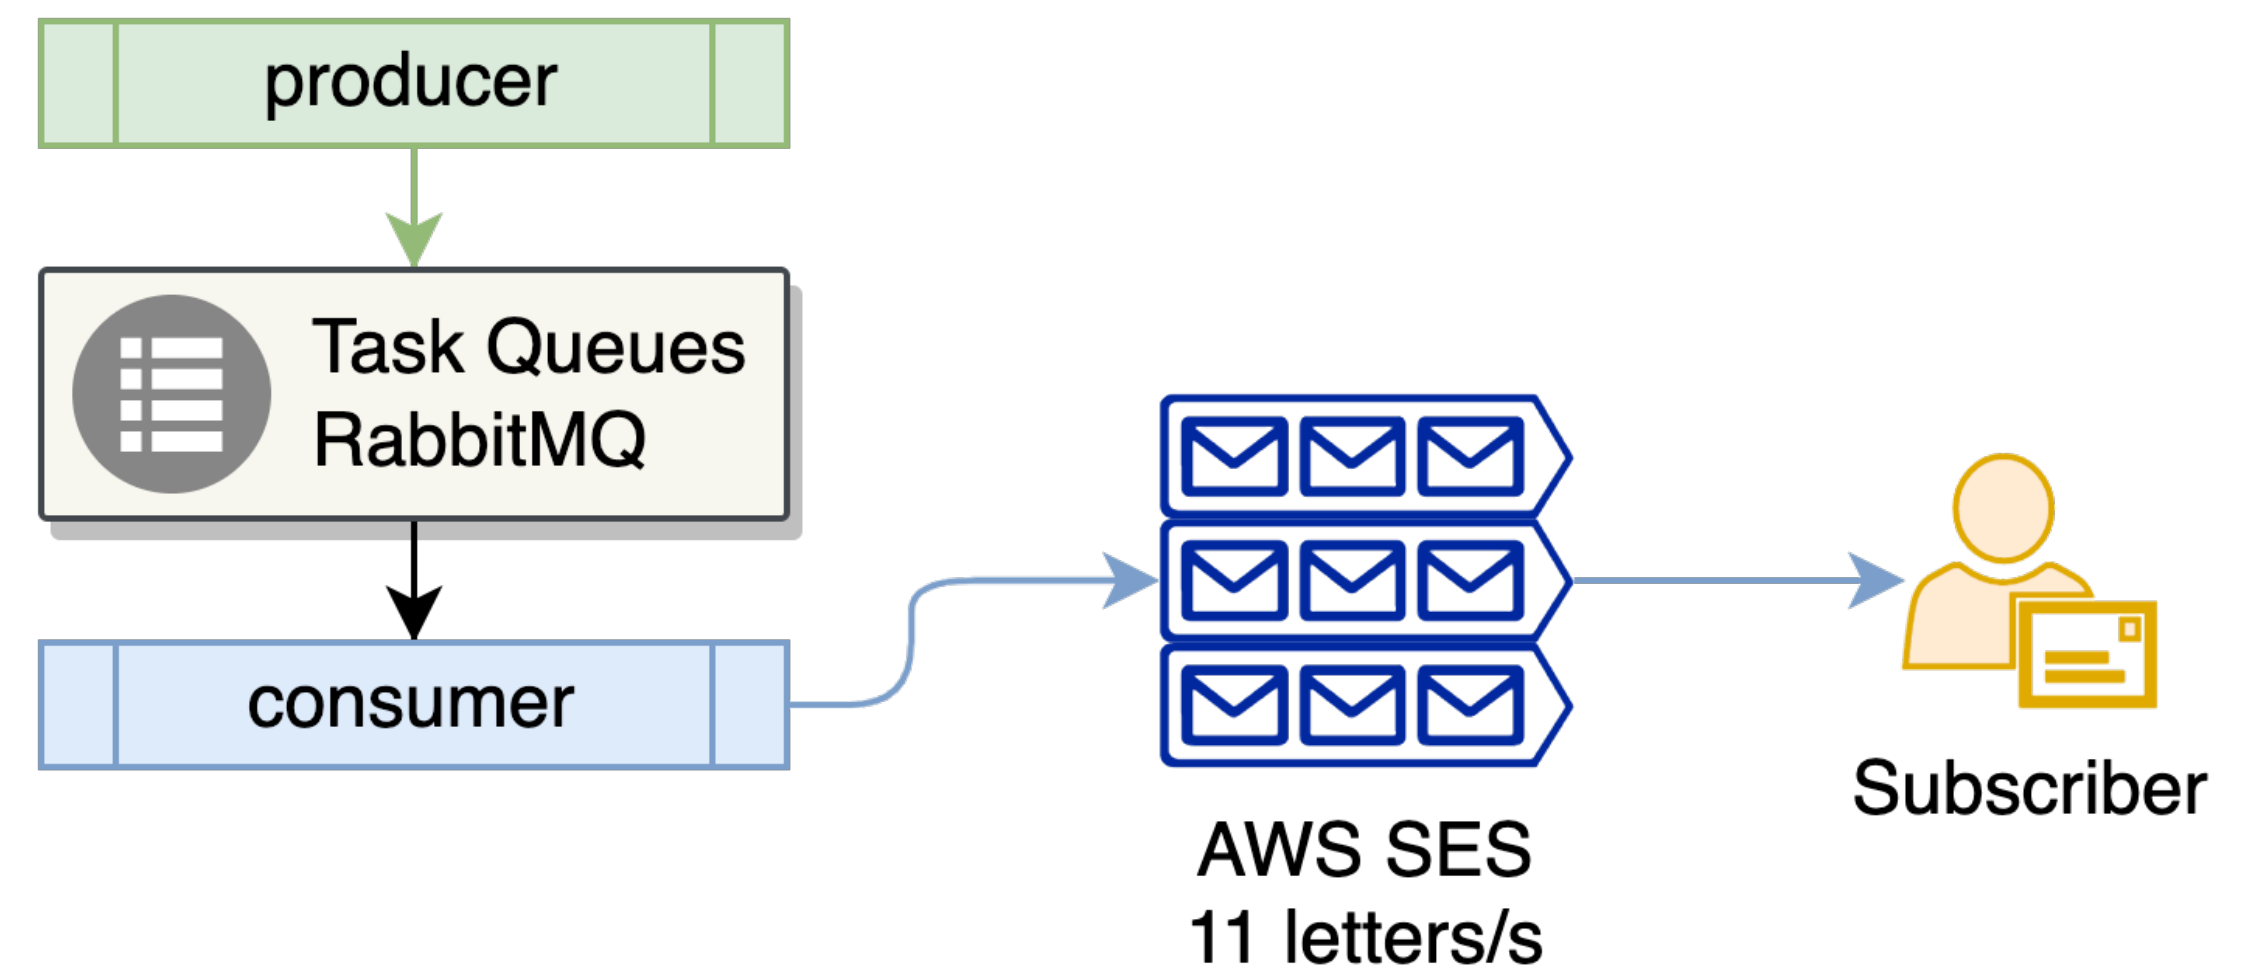 producer
Task Queues
RabbitMQ
consumer
AWS SES
11 letters/s
Subscriber